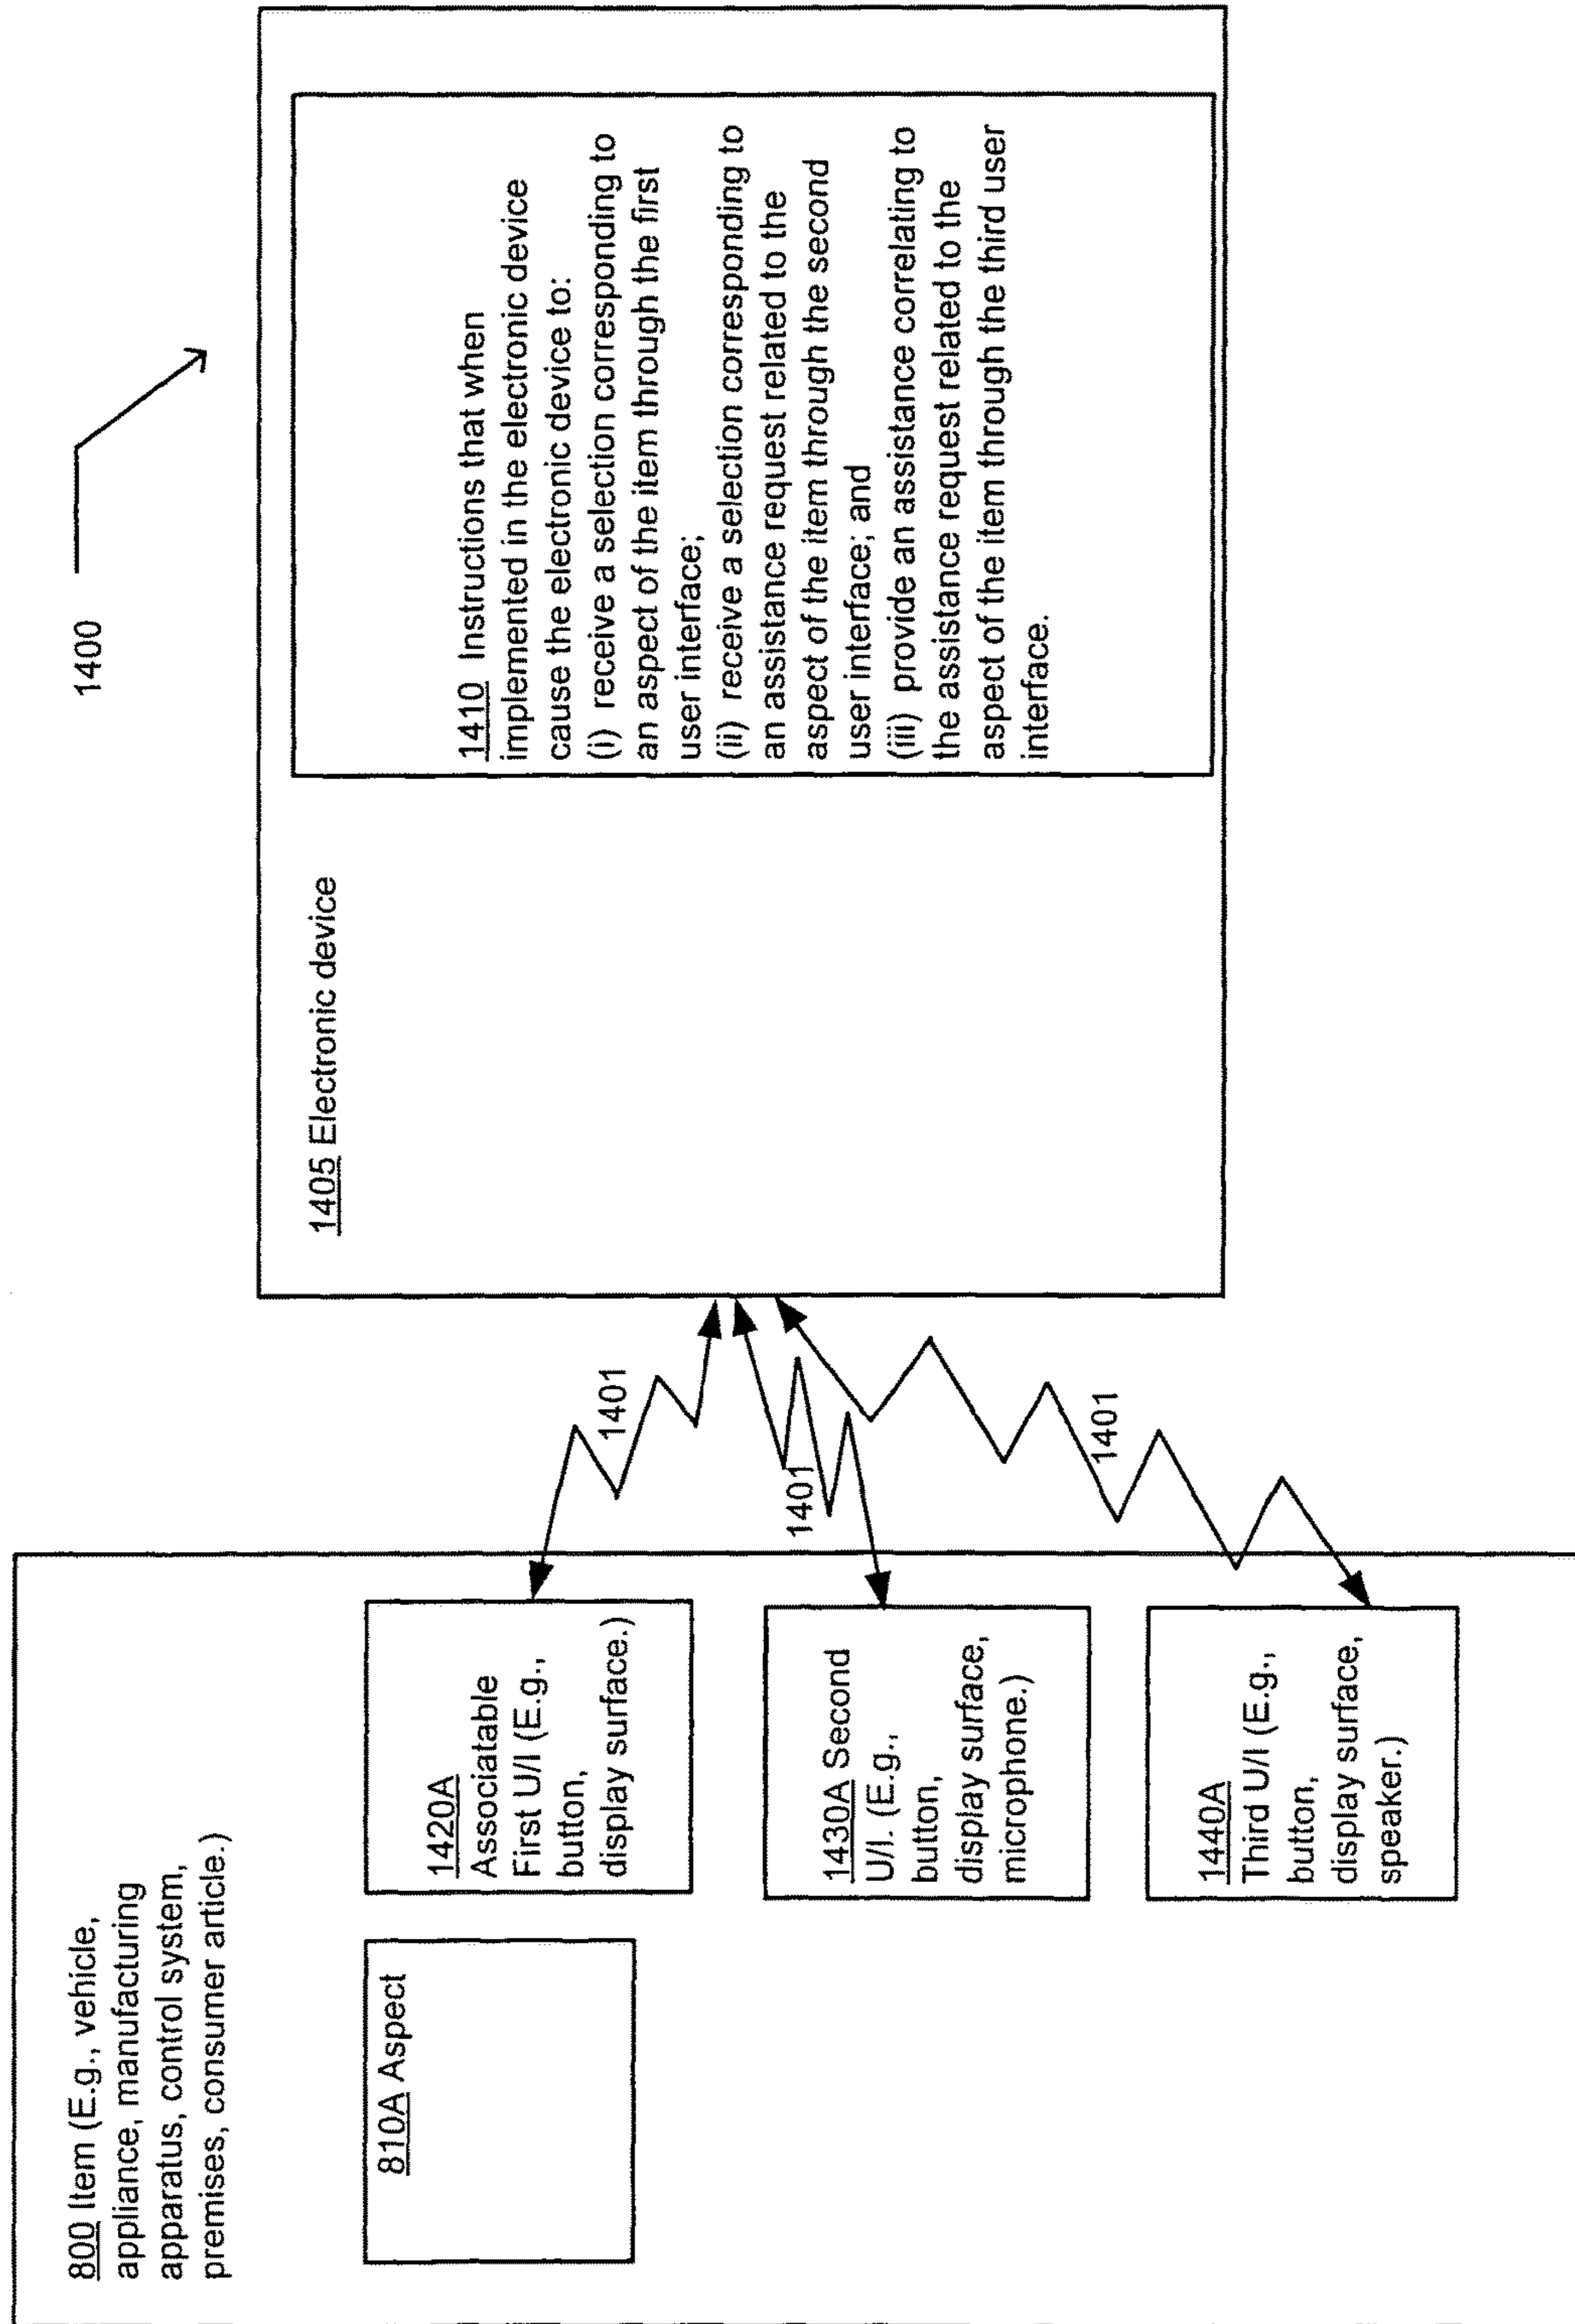 1400
800 Item (E.g., vehicle,
appliance, manufacturing
apparatus, control system,
premises, consumer article.)
810A Aspect
1420A
Associatable
First U/I (E.g.,
button,
display surface.)
1430A Second
U/I. (E.g.,
button,
display surface,
microphone.)
1440A
Third U/I (E.g.,
button,
display surface,
speaker.)
1401
1401
1401
1405 Electronic device
1410 Instructions that when
implemented in the electronic device
cause the electronic device to:
(i) receive a selection corresponding to
an aspect of the item through the first
user interface;
(ii) receive a selection corresponding to
an assistance request related to the
aspect of the item through the second
user interface; and
(iii) provide an assistance correlating to
the assistance request related to the
aspect of the item through the third user
interface.